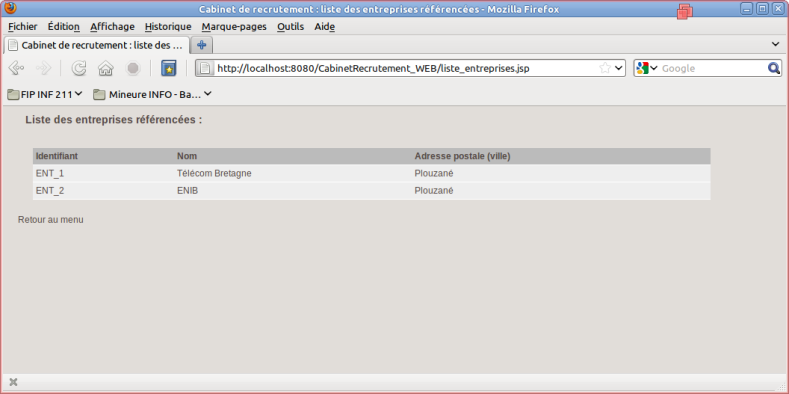 Cabinet de recrutement : liste des entreprises référencées - Mozilla Firefox
Fichier Édition Affichage Historique Marque-pages Outils Aide
Cabinet de recrutement : liste des ...
http://localhost:8080/CabinetRecrutement_WEB/liste_entreprises.jsp Google
FIP INF 211 Mineure INFO - Ba...
Liste des entreprises référencées :
Identifiant Nom Adresse postale (ville)
ENT_1 Télécom Bretagne Plouzané
ENT_2 ENIB Plouzané
Retour au menu